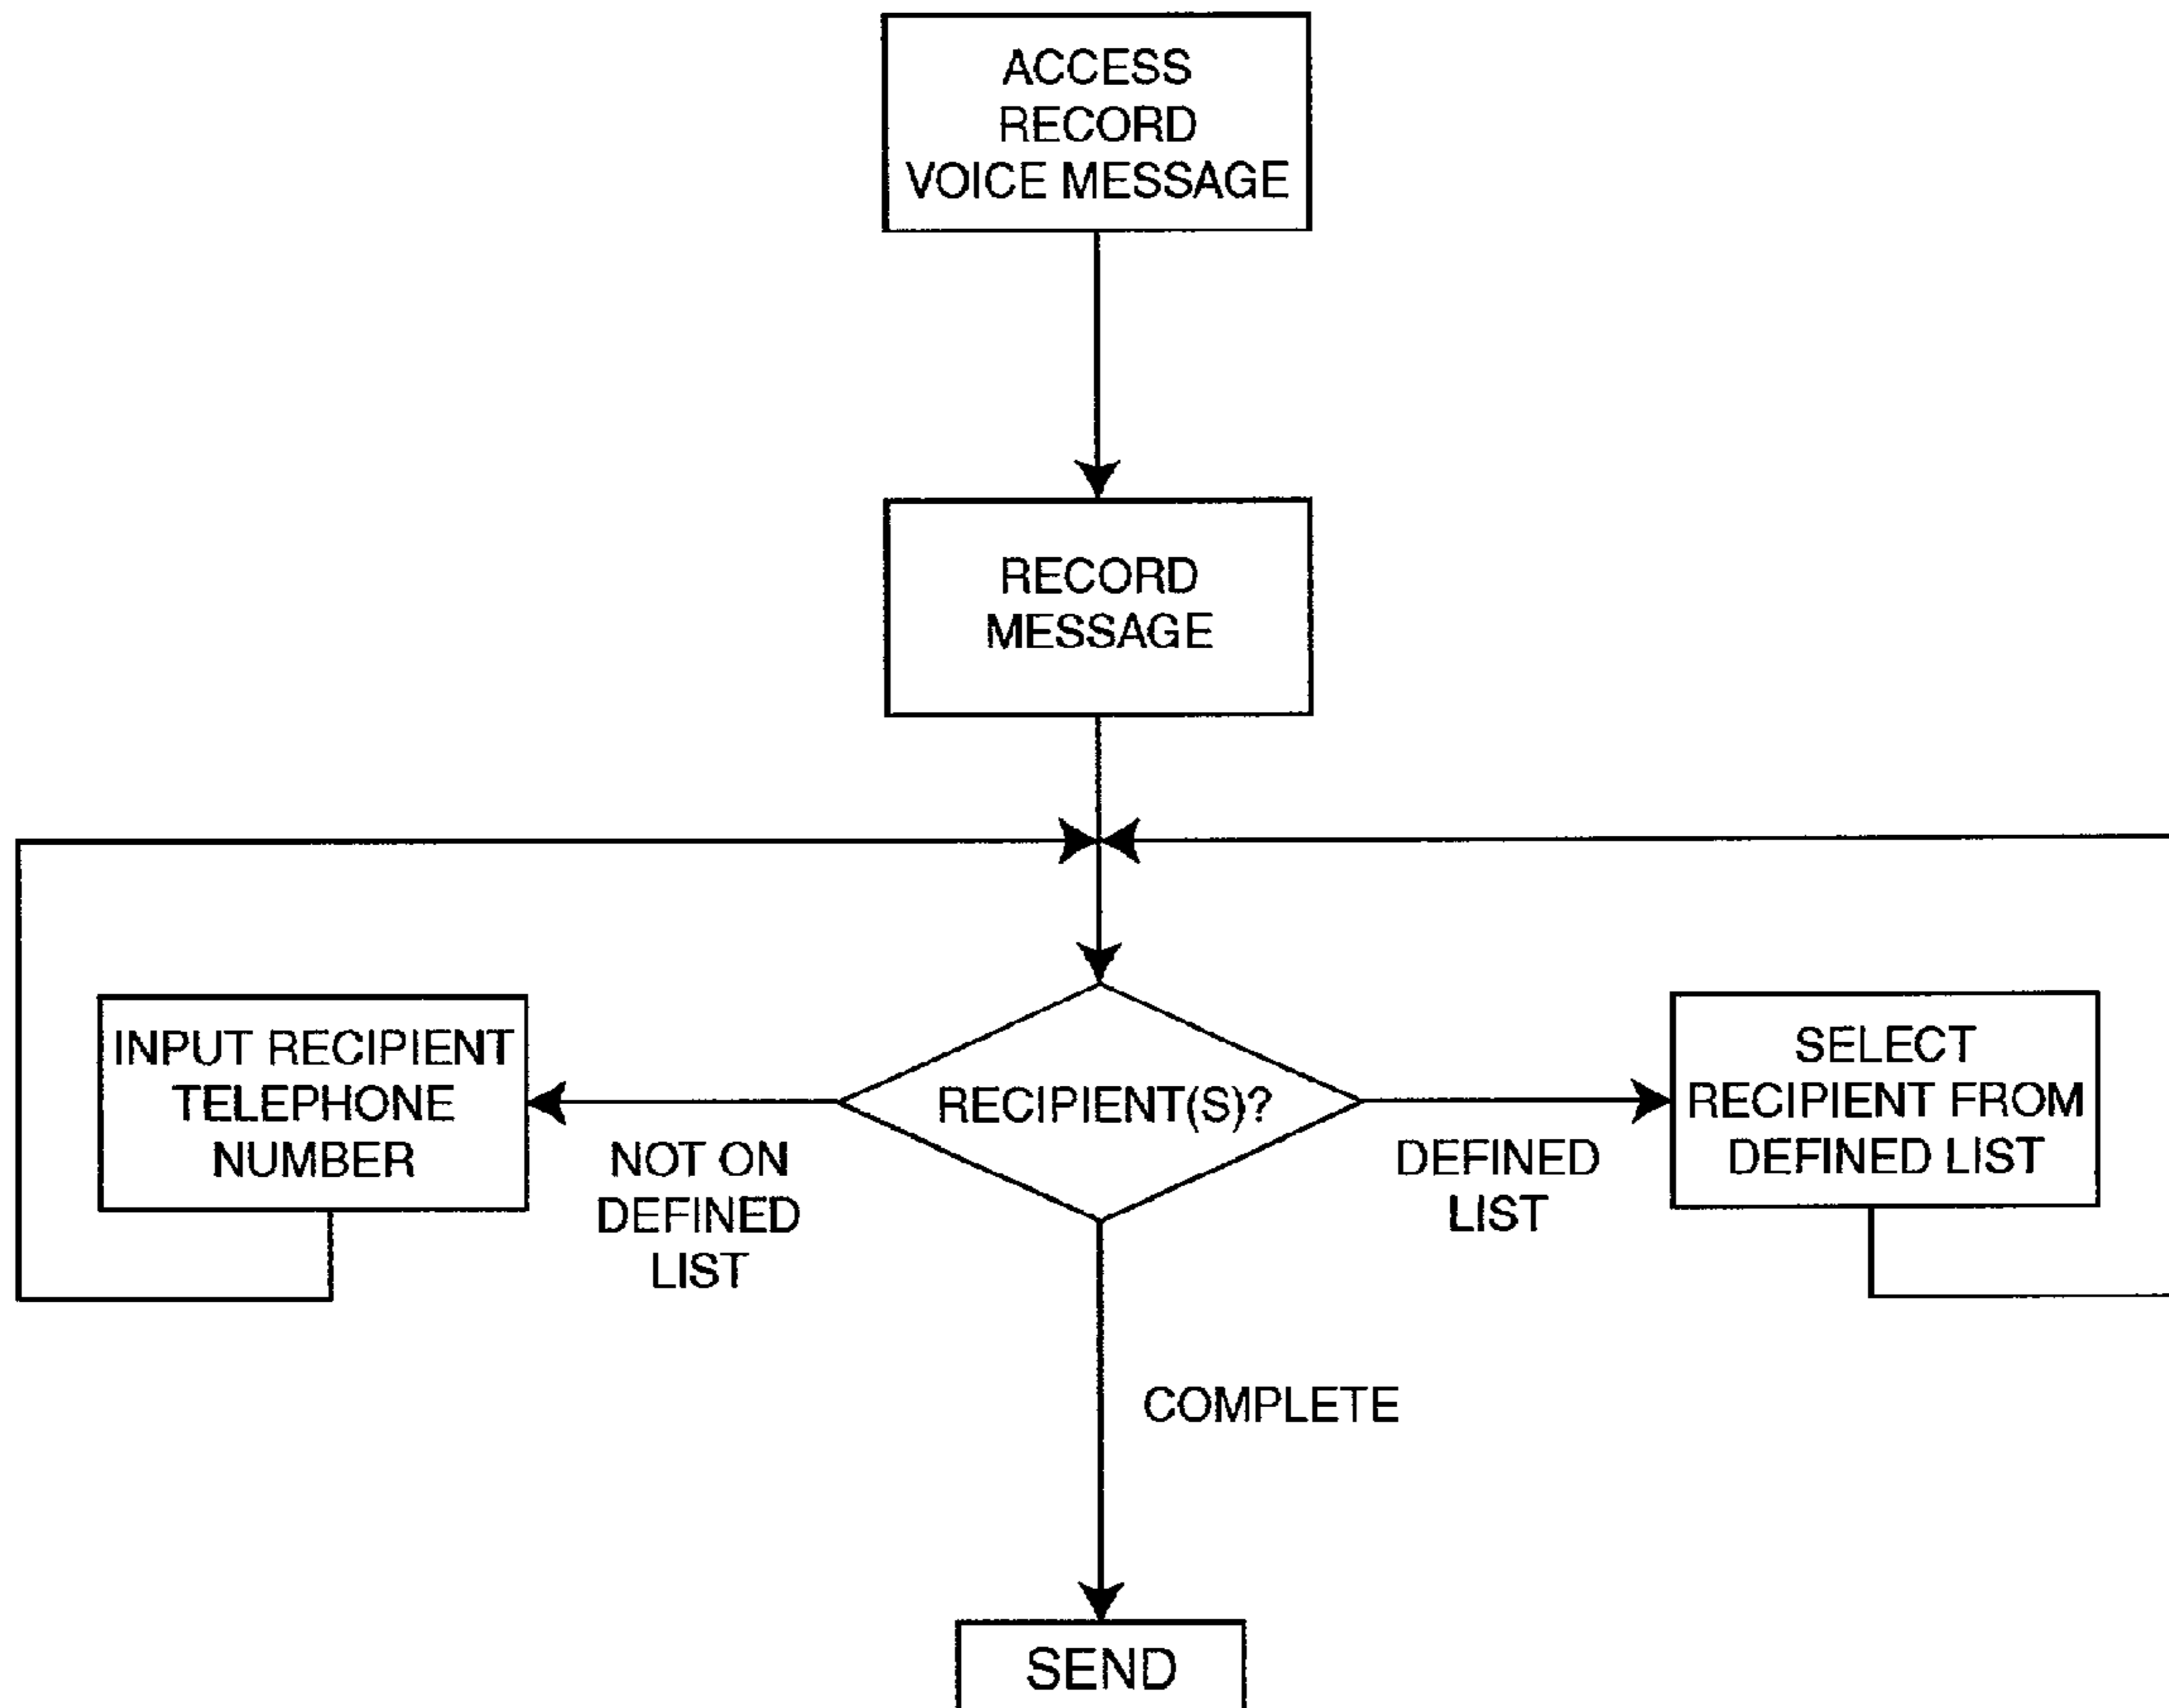 ACCESS
RECORD
VOICE MESSAGE
RECORD
MESSAGE
INPUT RECIPIENT
TELEPHONE
NUMBER
NOT ON
DEFINED
LIST
RECIPIENT(S)?
DEFINED
LIST
SELECT
RECIPIENT FROM
DEFINED LIST
COMPLETE
SEND